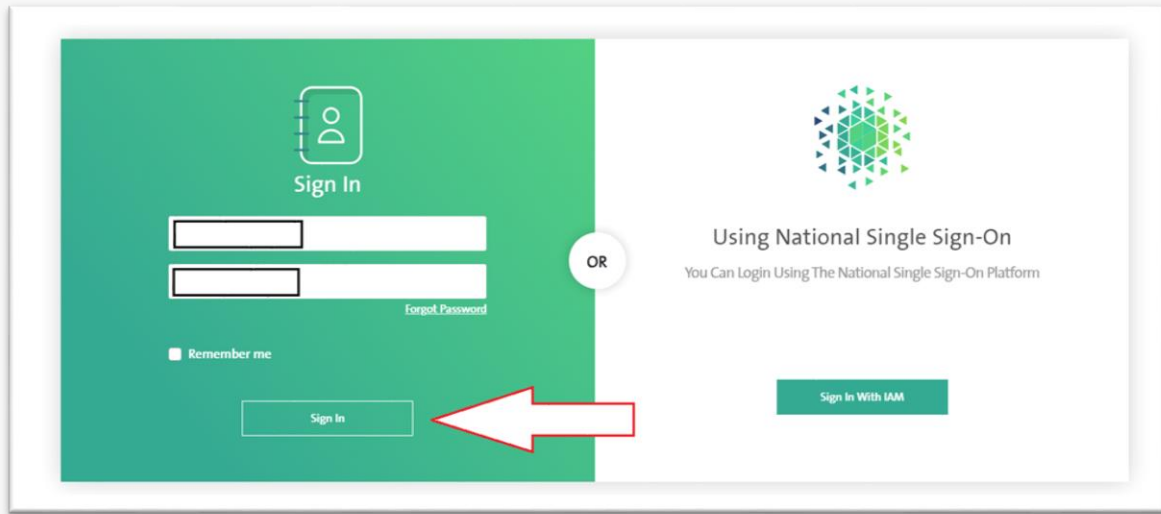 Sign In
Forgot Password
Remember me
Sign In
OR
Using National Single Sign-On
You Can Login Using The National Single Sign-On Platform
Sign In With IAM